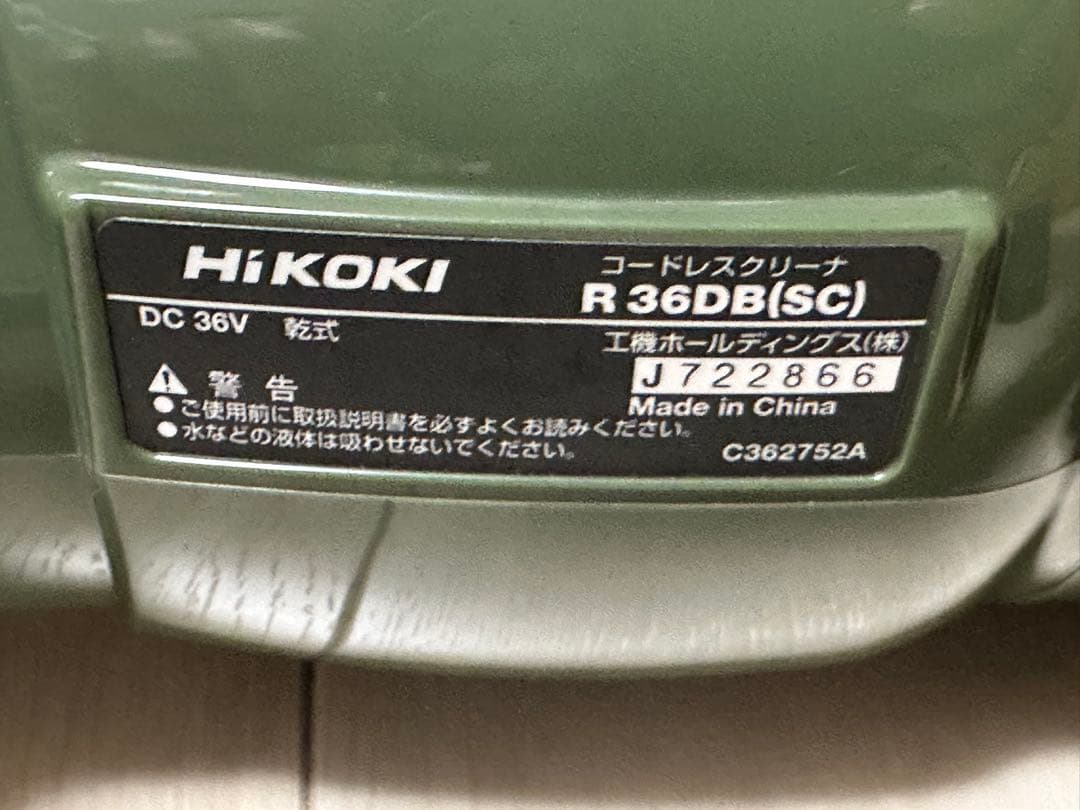 HiKOKI
コードレスクリーナ
R 36DB(SC)
DC 36V 乾式
工機ホールディングス(株)
J722866
Made in China
警告
●ご使用前に取扱説明書を必ずよくお読みください。
●水などの液体は吸わせないでください。
C362752A